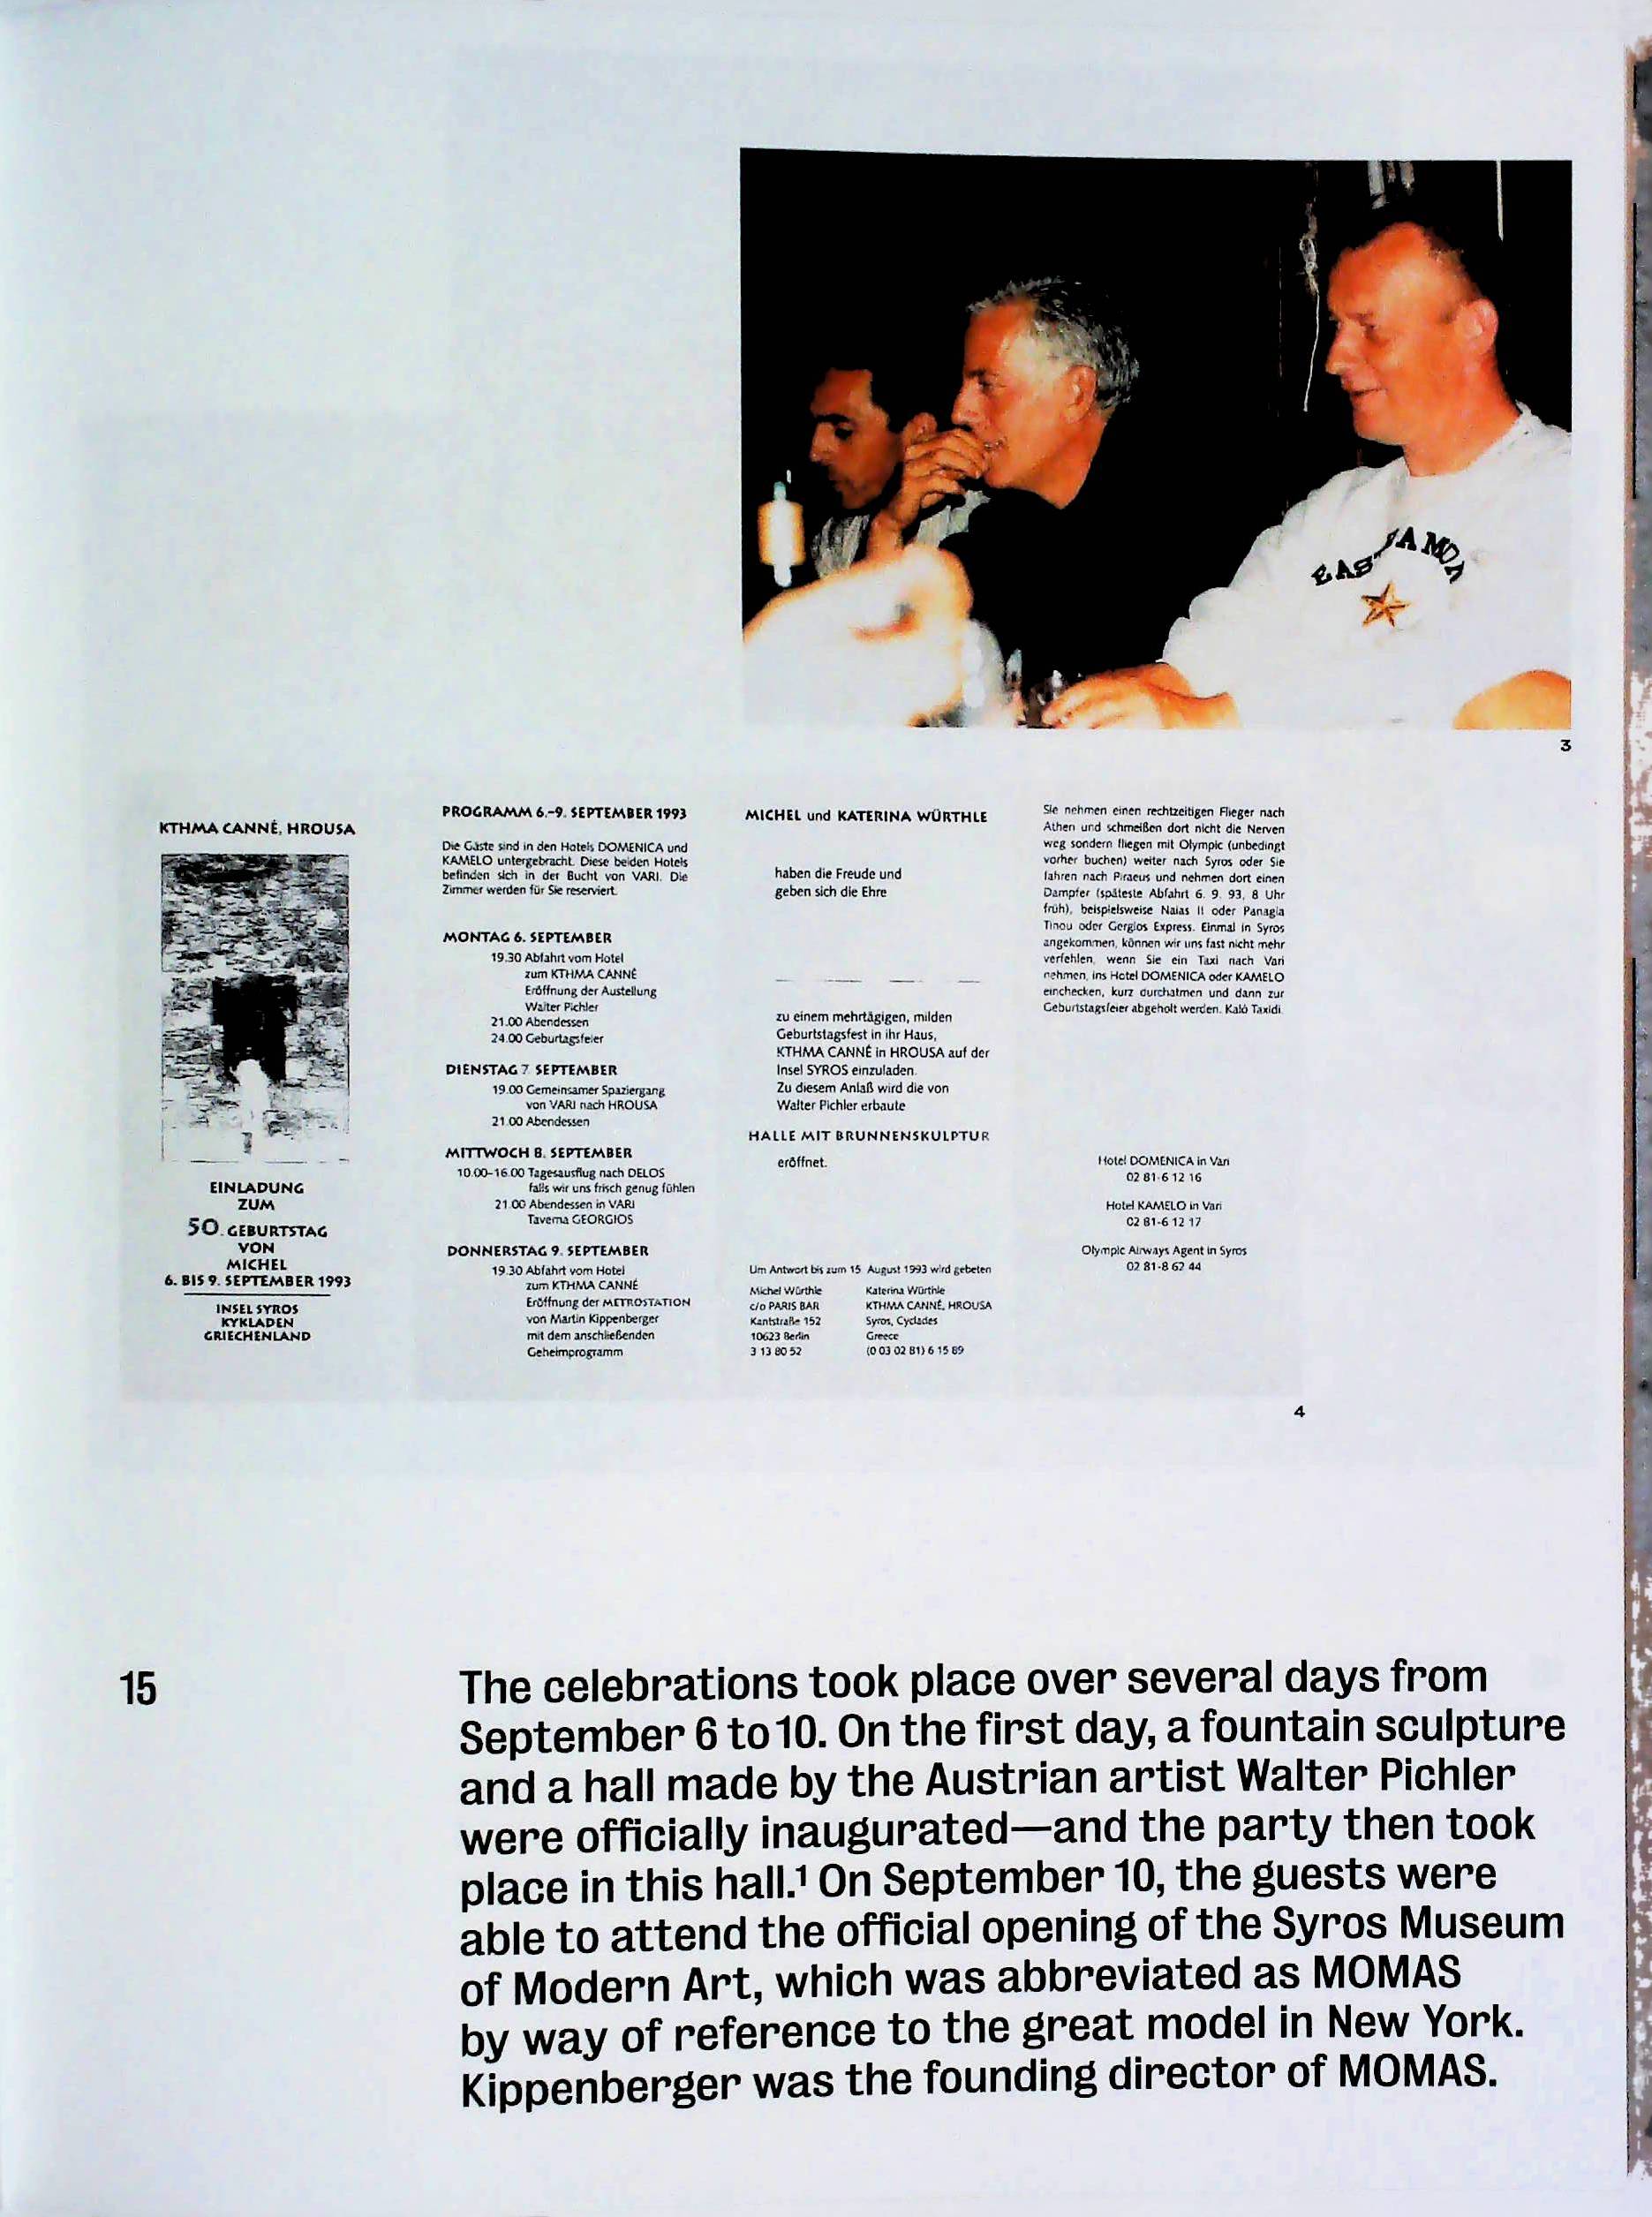 EAST
3
KTHMA CANNÉ, HROUSA
EINLADUNG
ZUM
50. GEBURTSTAG
VON
MICHEL
6. BIS 9. SEPTEMBER 1993
INSEL SYROS
KYKLADEN
GRIECHENLAND
PROGRAMM 6.–9. SEPTEMBER 1993
Die Gäste sind in den Hotels DOMENICA und
KAMELO untergebracht. Diese beiden Hotels
befinden sich in der Bucht von VARI. Die
Zimmer werden für Sie reserviert.
MONTAG 6. SEPTEMBER
19.30 Abfahrt vom Hotel
zum KTHMA CANNÉ
Eröffnung der Austellung
Walter Pichler
21.00 Abendessen
24.00 Geburtagsfeier
DIENSTAG 7. SEPTEMBER
19.00 Gemeinsamer Spaziergang
von VARI nach HROUSA
21.00 Abendessen
MITTWOCH 8. SEPTEMBER
10.00–16.00 Tagesausflug nach DELOS
falls wir uns frisch genug fühlen
21.00 Abendessen in VARI
Taverna GEORGIOS
DONNERSTAG 9. SEPTEMBER
19.30 Abfahrt vom Hotel
zum KTHMA CANNÉ
Eröffnung der METROSTATION
von Martin Kippenberger
mit dem anschließenden
Geheimprogramm
MICHEL und KATERINA WÜRTHLE
haben die Freude und
geben sich die Ehre
zu einem mehrtägigen, milden
Geburtstagsfest in ihr Haus,
KTHMA CANNÉ in HROUSA auf der
Insel SYROS einzuladen.
Zu diesem Anlaß wird die von
Walter Pichler erbaute
HALLE MIT BRUNNENSKULPTUR
eröffnet.
Um Antwort bis zum 15. August 1993 wird gebeten
Michel Würthle
c/o PARIS BAR
Kantstraße 152
10623 Berlin
3 13 80 52
Katerina Würthle
KTHMA CANNÉ, HROUSA
Syros, Cyclades
Greece
(0 03 02 81) 6 15 89
Sie nehmen einen rechtzeitigen Flieger nach
Athen und schmeißen dort nicht die Nerven
weg sondern fliegen mit Olympic (unbedingt
vorher buchen) weiter nach Syros oder Sie
fahren nach Piraeus und nehmen dort einen
Dampfer (späteste Abfahrt 6. 9. 93, 8 Uhr
früh), beispielsweise Naias II oder Panagia
Tinou oder Gergios Express. Einmal in Syros
angekommen, können wir uns fast nicht mehr
verfehlen, wenn Sie ein Taxi nach Vari
nehmen, ins Hotel DOMENICA oder KAMELO
einchecken, kurz durchatmen und dann zur
Geburtstagsfeier abgeholt werden. Kaló Taxidi.
Hotel DOMENICA in Vari
02 81-6 12 16
Hotel KAMELO in Vari
02 81-6 12 17
Olympic Airways Agent in Syros
02 81-8 62 44
4
15
The celebrations took place over several days from
September 6 to 10. On the first day, a fountain sculpture
and a hall made by the Austrian artist Walter Pichler
were officially inaugurated—and the party then took
place in this hall.¹ On September 10, the guests were
able to attend the official opening of the Syros Museum
of Modern Art, which was abbreviated as MOMAS
by way of reference to the great model in New York.
Kippenberger was the founding director of MOMAS.